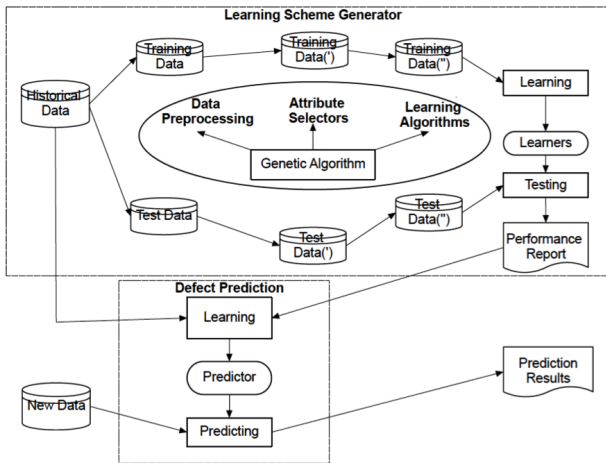 Learning Scheme Generator
Training
Data
Training
Data(')
Training
Data('')
Historical
Data
Learning
Data
Preprocessing
Attribute
Selectors
Learning
Algorithms
Genetic Algorithm
Learners
Testing
Test Data
Test
Data(')
Test
Data('')
Performance
Report
Defect Prediction
Learning
Predictor
Prediction
Results
New Data
Predicting